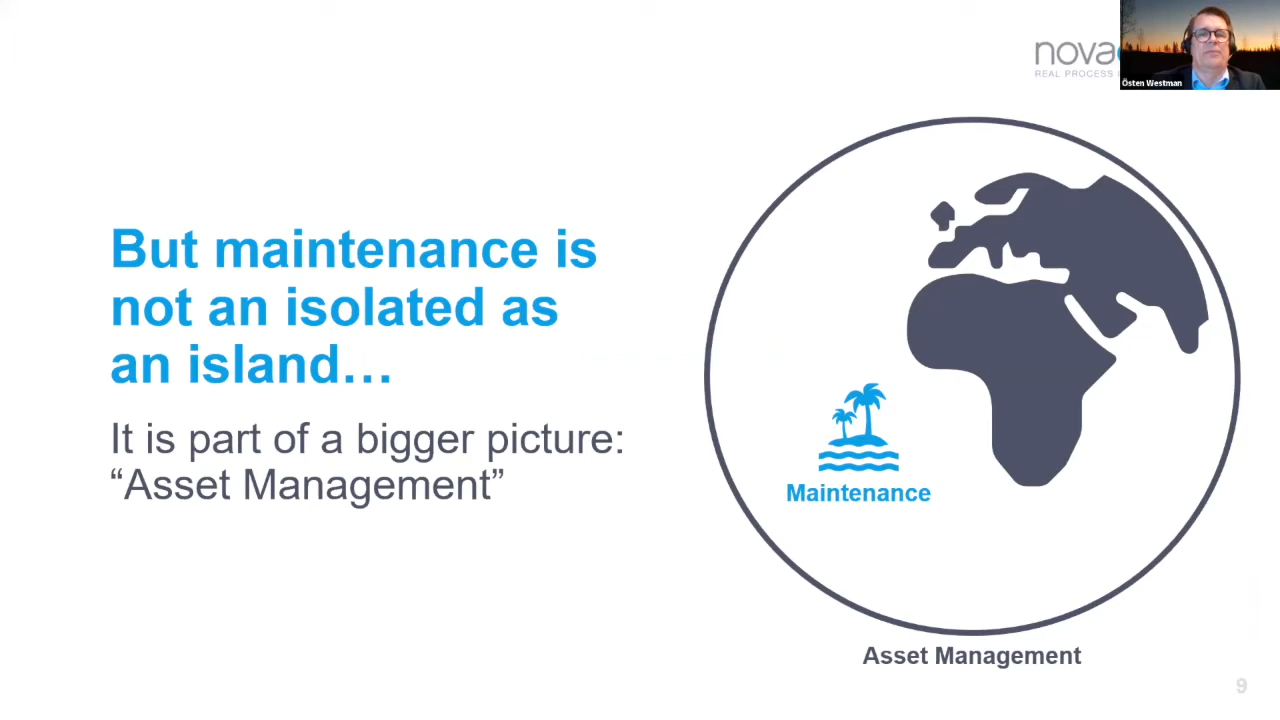 REAL PROCESS
Östen Westman
But maintenance is
not an isolated as
an island…
It is part of a bigger picture:
“Asset Management”
Maintenance
Asset Management
9